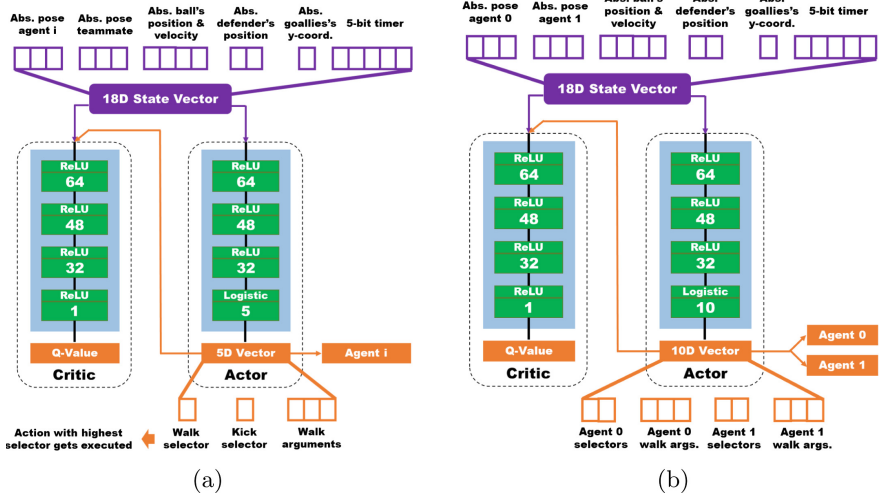 Abs. pose
agent i
Abs. pose
teammate
Abs. ball's
position &
velocity
Abs.
defender's
position
Abs.
goallies's
y-coord.
5-bit timer
18D State Vector
ReLU
64
ReLU
48
ReLU
32
ReLU
1
Q-Value
Critic
ReLU
64
ReLU
48
ReLU
32
Logistic
5
5D Vector
Actor
Agent i
Action with highest
selector gets executed
Walk
selector
Kick
selector
Walk
arguments
(a)
Abs. pose
agent 0
Abs. pose
agent 1
Abs. ball's
position &
velocity
Abs.
defender's
position
Abs.
goallies's
y-coord.
5-bit timer
18D State Vector
ReLU
64
ReLU
48
ReLU
32
ReLU
1
Q-Value
Critic
ReLU
64
ReLU
48
ReLU
32
Logistic
10
10D Vector
Actor
Agent 0
Agent 1
Agent 0
selectors
Agent 0
walk args.
Agent 1
selectors
Agent 1
walk args.
(b)